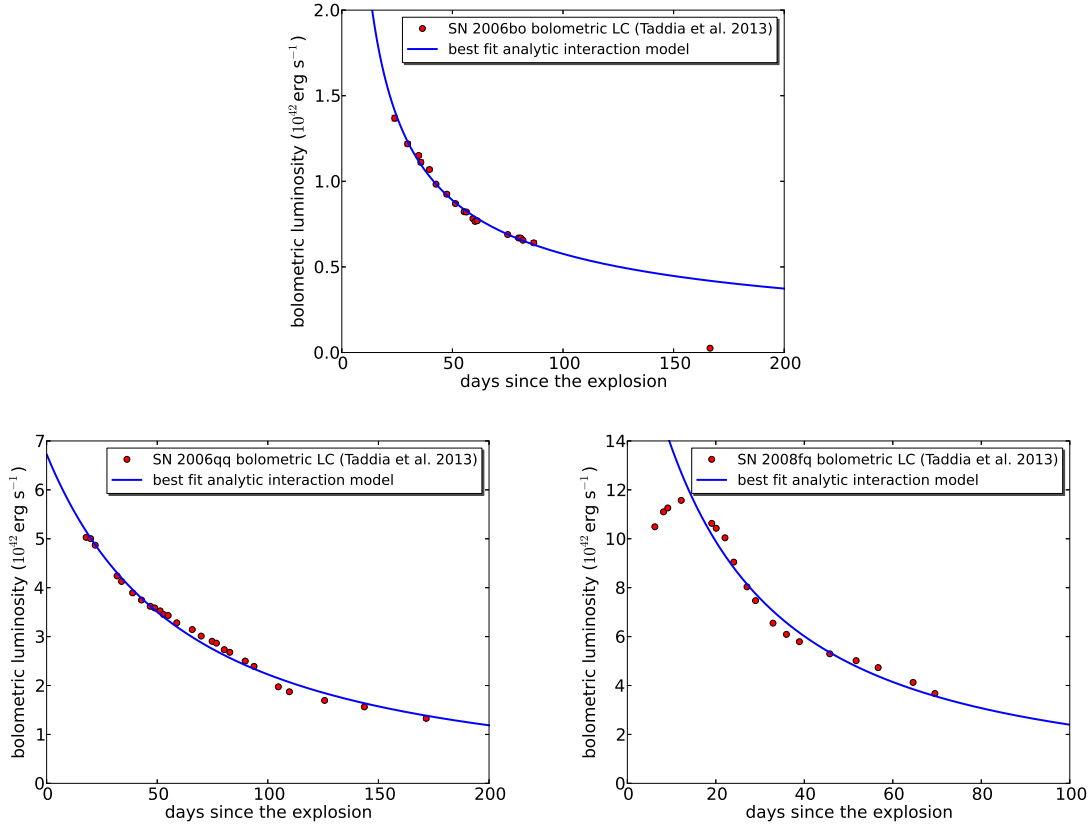 2.0
1.5
1.0
0.5
0.0
bolometric luminosity (10^42 erg s^−1)
SN 2006bo bolometric LC (Taddia et al. 2013)
best fit analytic interaction model
0 50 100 150 200
days since the explosion
7
6
5
4
3
2
1
0
bolometric luminosity (10^42 erg s^−1)
SN 2006qq bolometric LC (Taddia et al. 2013)
best fit analytic interaction model
0 50 100 150 200
days since the explosion
14
12
10
8
6
4
2
0
bolometric luminosity (10^42 erg s^−1)
SN 2008fq bolometric LC (Taddia et al. 2013)
best fit analytic interaction model
0 20 40 60 80 100
days since the explosion